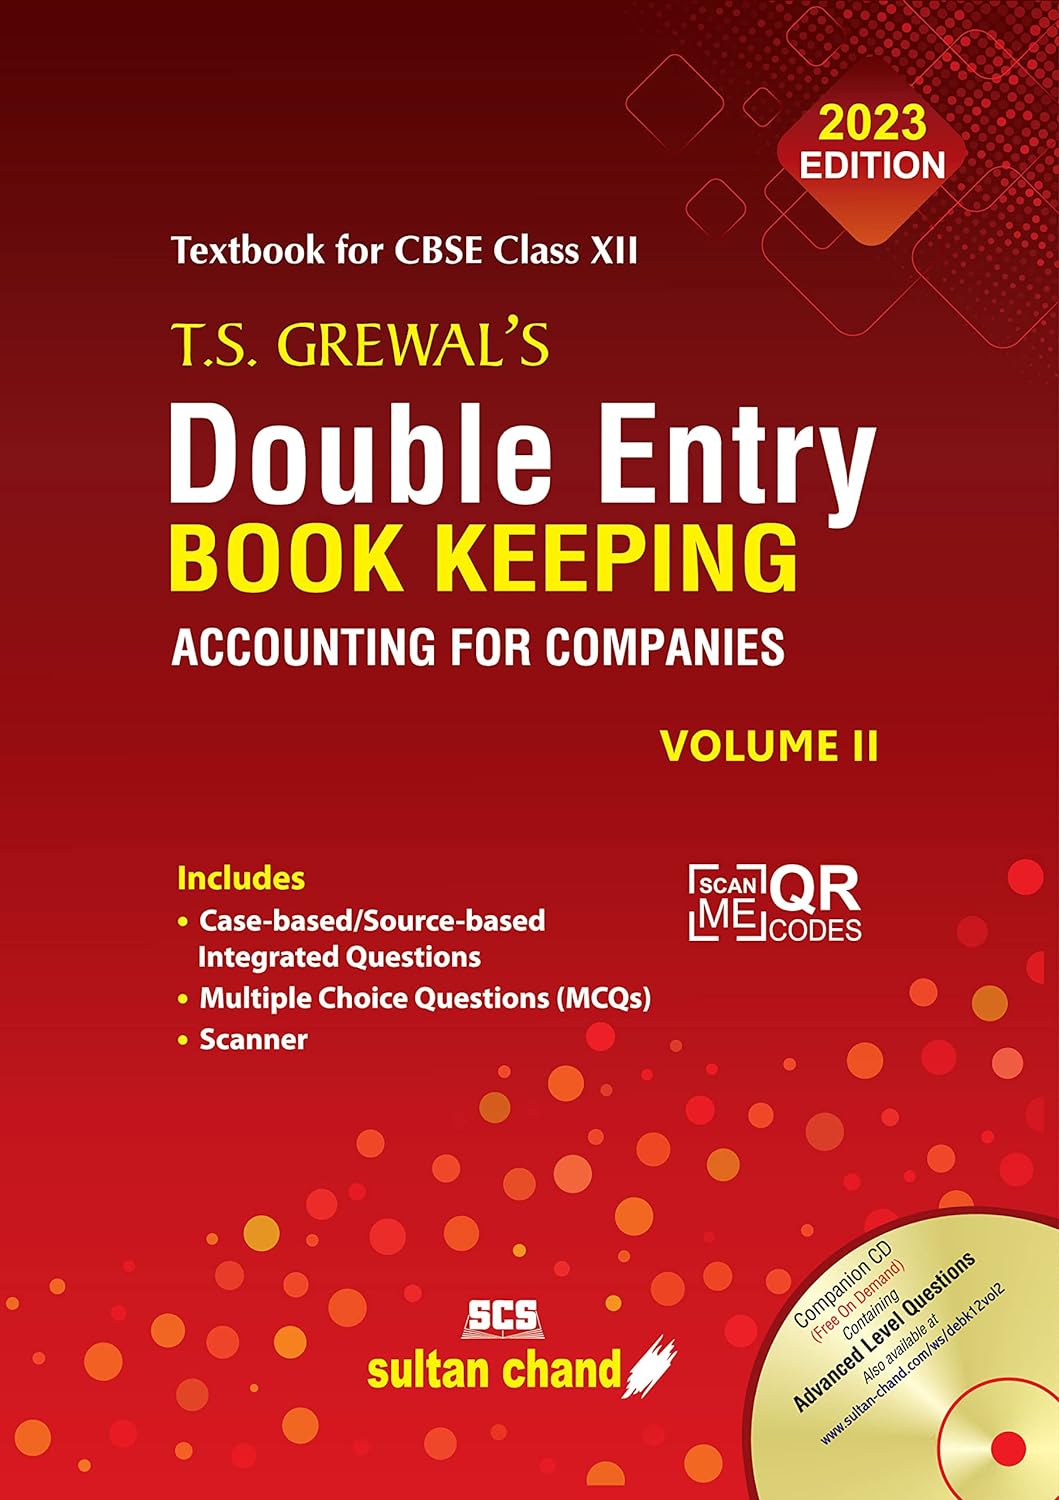 2023
EDITION
Textbook for CBSE Class XII
T.S. GREWAL'S
Double Entry
BOOK KEEPING
ACCOUNTING FOR COMPANIES
VOLUME II
Includes
• Case-based/Source-based
Integrated Questions
• Multiple Choice Questions (MCQs)
• Scanner
SCAN
ME
QR
CODES
SCS
sultan chand
Companion CD
(Free On Demand)
Containing
Advanced Level Questions
Also available at
www.sultan-chand.com/ws/debk12vol2